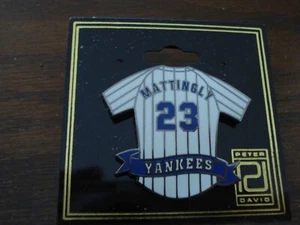 MATTINGLY
23
YANKEES
PETER
DAVID